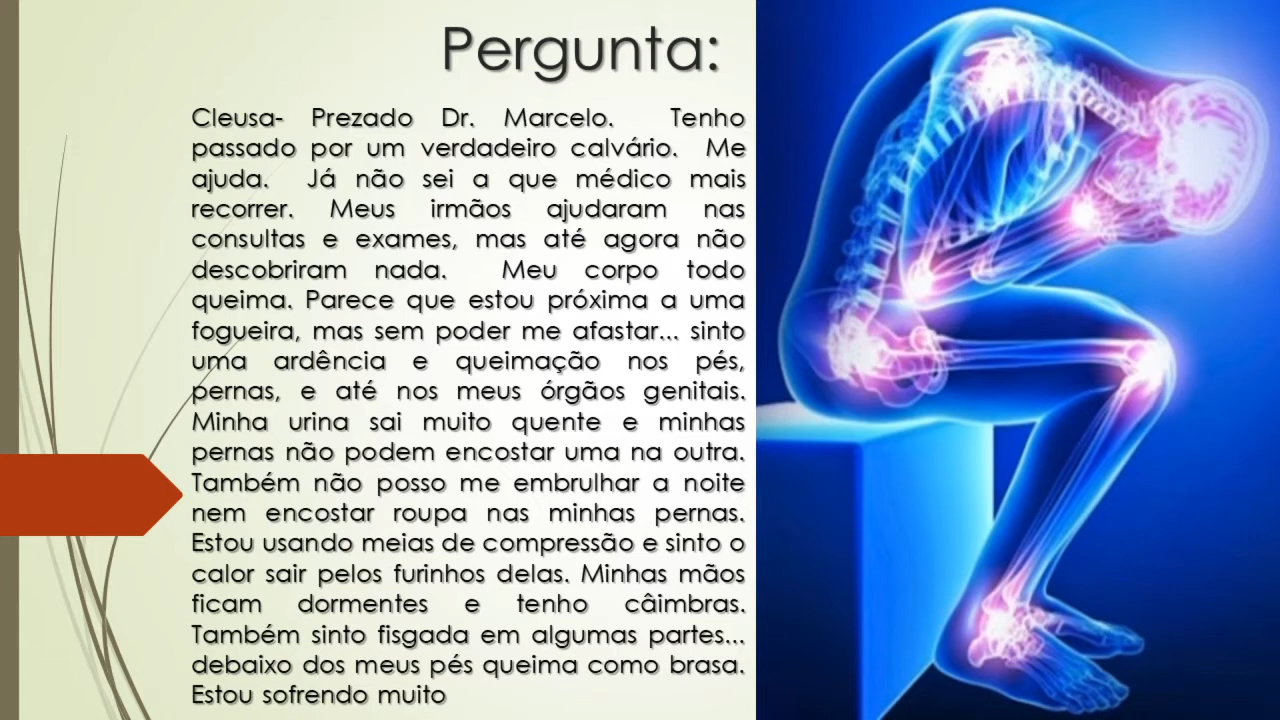 Pergunta:
Cleusa- Prezado Dr. Marcelo. Tenho
passado por um verdadeiro calvário. Me
ajuda. Já não sei a que médico mais
recorrer. Meus irmãos ajudaram nas
consultas e exames, mas até agora não
descobriram nada. Meu corpo todo
queima. Parece que estou próxima a uma
fogueira, mas sem poder me afastar... sinto
uma ardência e queimação nos pés,
pernas, e até nos meus órgãos genitais.
Minha urina sai muito quente e minhas
pernas não podem encostar uma na outra.
Também não posso me embrulhar a noite
nem encostar roupa nas minhas pernas.
Estou usando meias de compressão e sinto o
calor sair pelos furinhos delas. Minhas mãos
ficam dormentes e tenho câimbras.
Também sinto fisgada em algumas partes...
debaixo dos meus pés queima como brasa.
Estou sofrendo muito